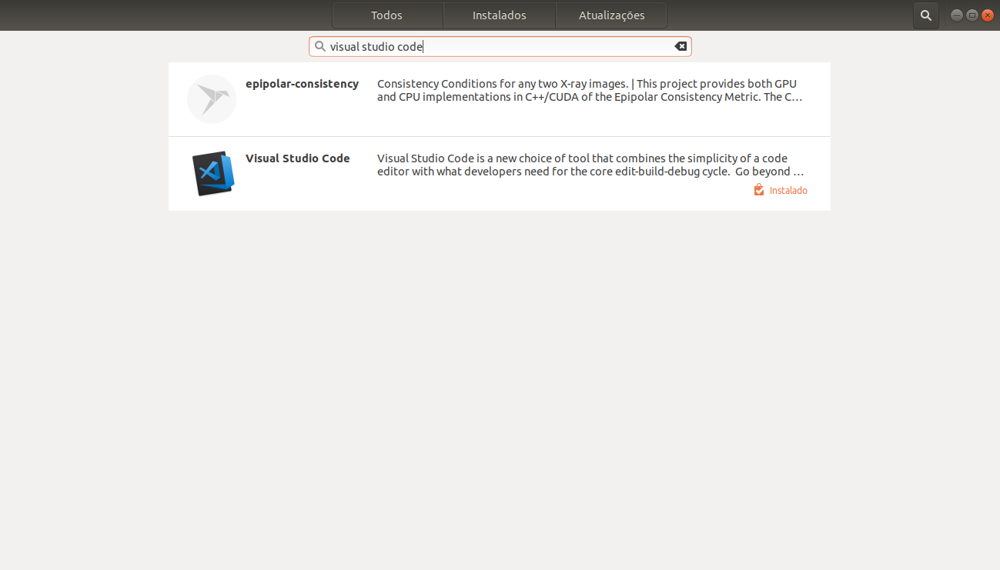 Todos Instalados Atualizações
visual studio code
epipolar-consistency Consistency Conditions for any two X-ray images. | This project provides both GPU
and CPU implementations in C++/CUDA of the Epipolar Consistency Metric. The C…
Visual Studio Code Visual Studio Code is a new choice of tool that combines the simplicity of a code
editor with what developers need for the core edit-build-debug cycle. Go beyond …
Instalado